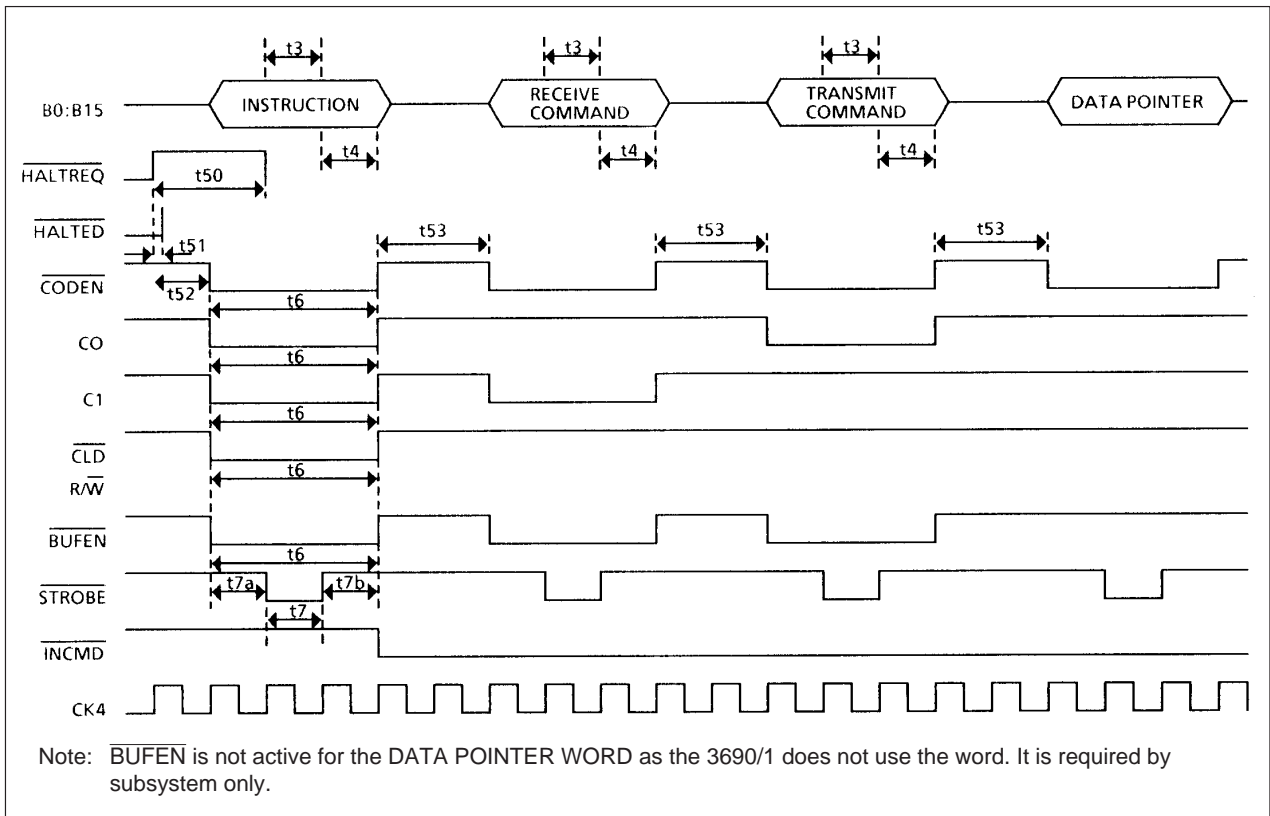 t3 t3 t3
B0:B15 INSTRUCTION RECEIVE COMMAND TRANSMIT COMMAND DATA POINTER
t4 t4 t4
HALTREQ t50
HALTED t51 t53 t53 t53
CODEN t52 t6
CO t6
C1 t6
CLD t6
R/W
BUFEN t6
STROBE t7a t7b
t7
INCMD
CK4
Note: BUFEN is not active for the DATA POINTER WORD as the 3690/1 does not use the word. It is required by
subsystem only.